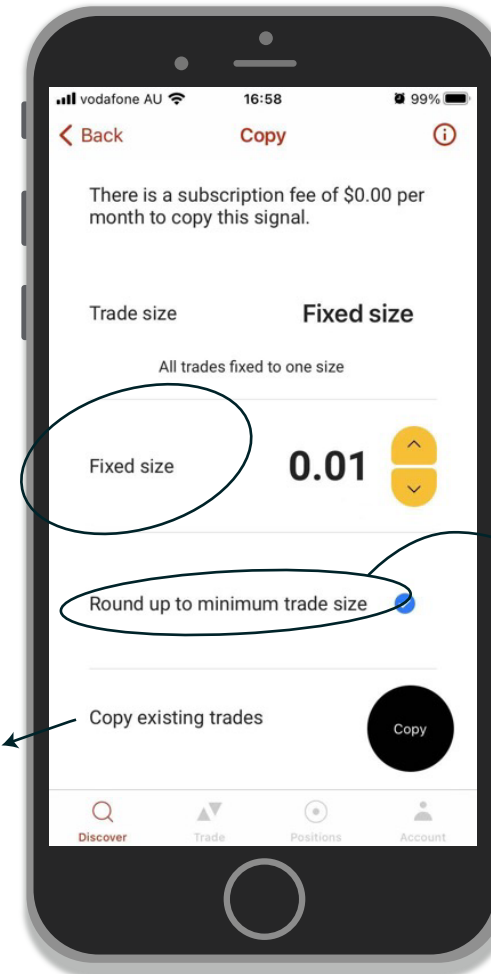 vodafone AU 16:58 99%
Back Copy
There is a subscription fee of $0.00 per
month to copy this signal.
Trade size Fixed size
All trades fixed to one size
Fixed size 0.01
Round up to minimum trade size
Copy existing trades Copy
Discover Trade Positions Account